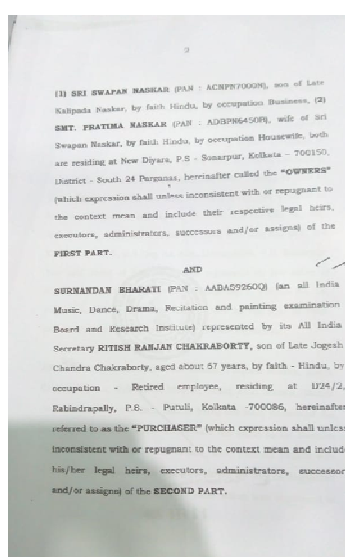 (1) SRI SWAPAN NASKAR (PAN : ACNPN7000N), son of Late
Kalipada Naskar, by faith Hindu, by occupation Business, (2)
SMT. PRATIMA NASKAR (PAN : ADBPN6450B), wife of Sri
Swapan Naskar, by faith Hindu, by occupation Housewife, both
are residing at New Diyara, P.S - Sonarpur, Kolkata - 700150,
District - South 24 Parganas, hereinafter called the "OWNERS"
(which expression shall unless inconsistent with or repugnant to
the context mean and include their respective legal heirs,
executors, administrators, successors and/or assigns) of the
FIRST PART.
AND
SURNANDAN BHARATI (PAN : AABAS9260Q) (an all India
Music, Dance, Drama, Recitation and painting examination
Board and Research Institute) represented by its All India
Secretary RITISH RANJAN CHAKRABORTY, son of Late Jogesh
Chandra Chakraborty, aged about 67 years, by faith - Hindu, by
occupation - Retired employee, residing at D24/2,
Rabindrapally, P.S. - Patuli, Kolkata -700086, hereinafter
referred to as the "PURCHASER" (which expression shall unless
inconsistent with or repugnant to the context mean and include
his/her legal heirs, executors, administrators, successor
and/or assigns) of the SECOND PART.